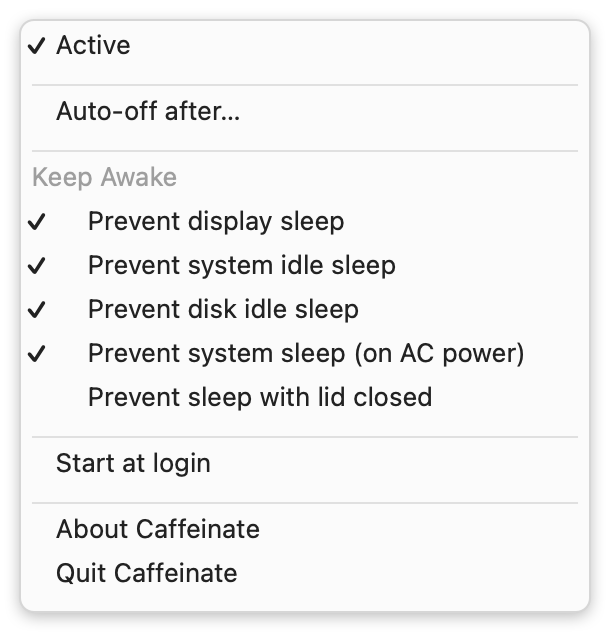 ✓ Active
Auto-off after...
Keep Awake
✓ Prevent display sleep
✓ Prevent system idle sleep
✓ Prevent disk idle sleep
✓ Prevent system sleep (on AC power)
Prevent sleep with lid closed
Start at login
About Caffeinate
Quit Caffeinate